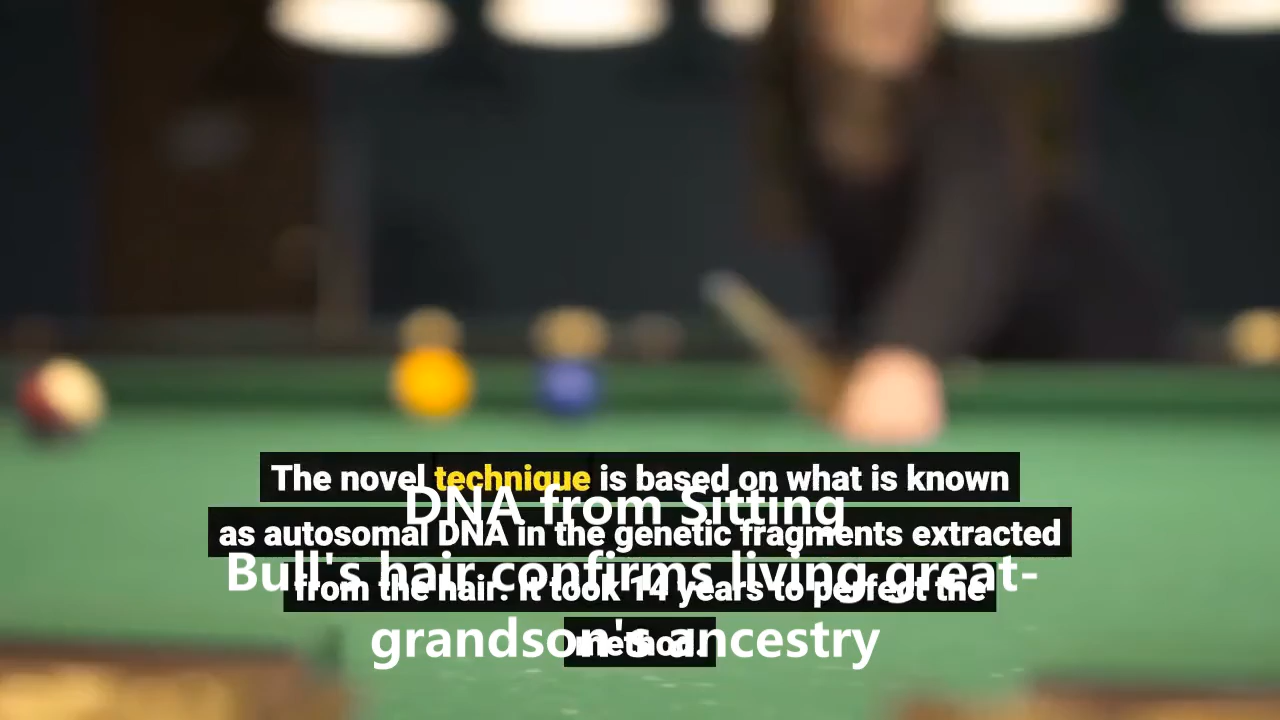 The novel technique is based on what is known
as autosomal DNA in the genetic fragments extracted
from the hair. It took 14 years to perfect the
method.
DNA from Sitting
Bull's hair confirms living great-
grandson's ancestry